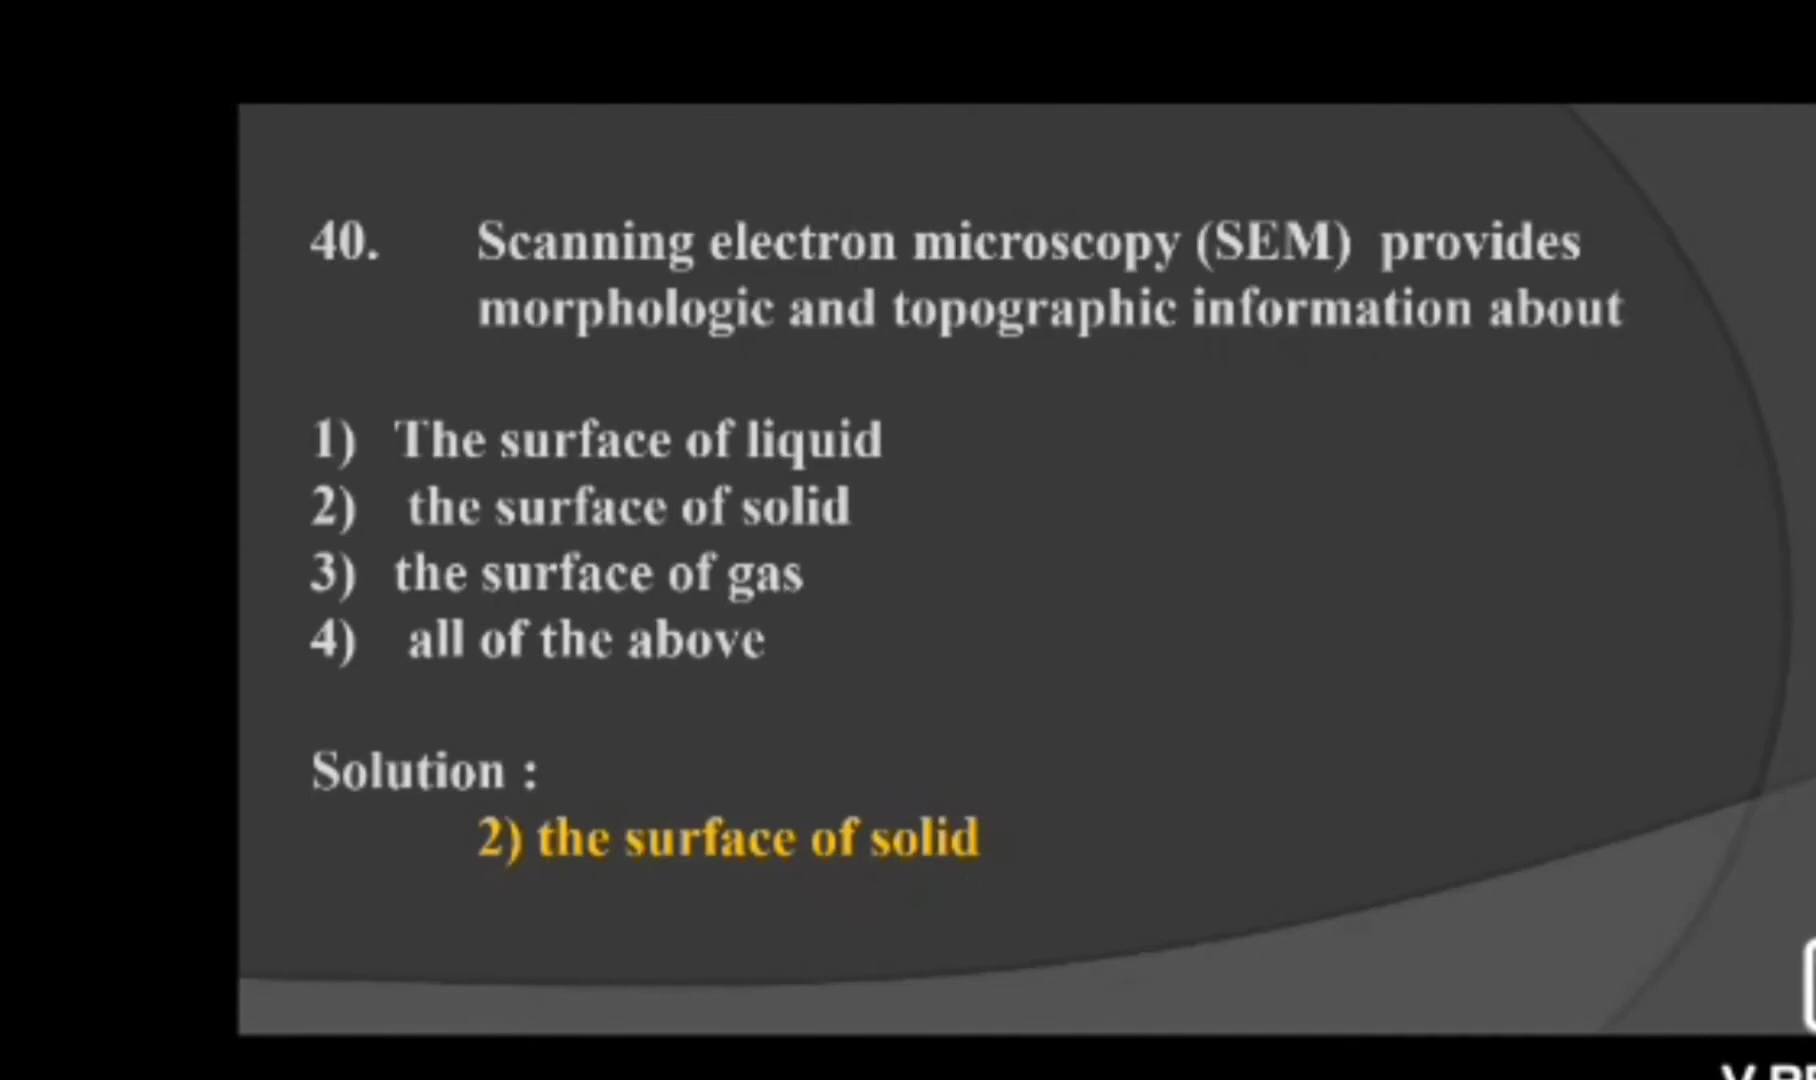 40. Scanning electron microscopy (SEM) provides
morphologic and topographic information about
1) The surface of liquid
2) the surface of solid
3) the surface of gas
4) all of the above
Solution :
2) the surface of solid